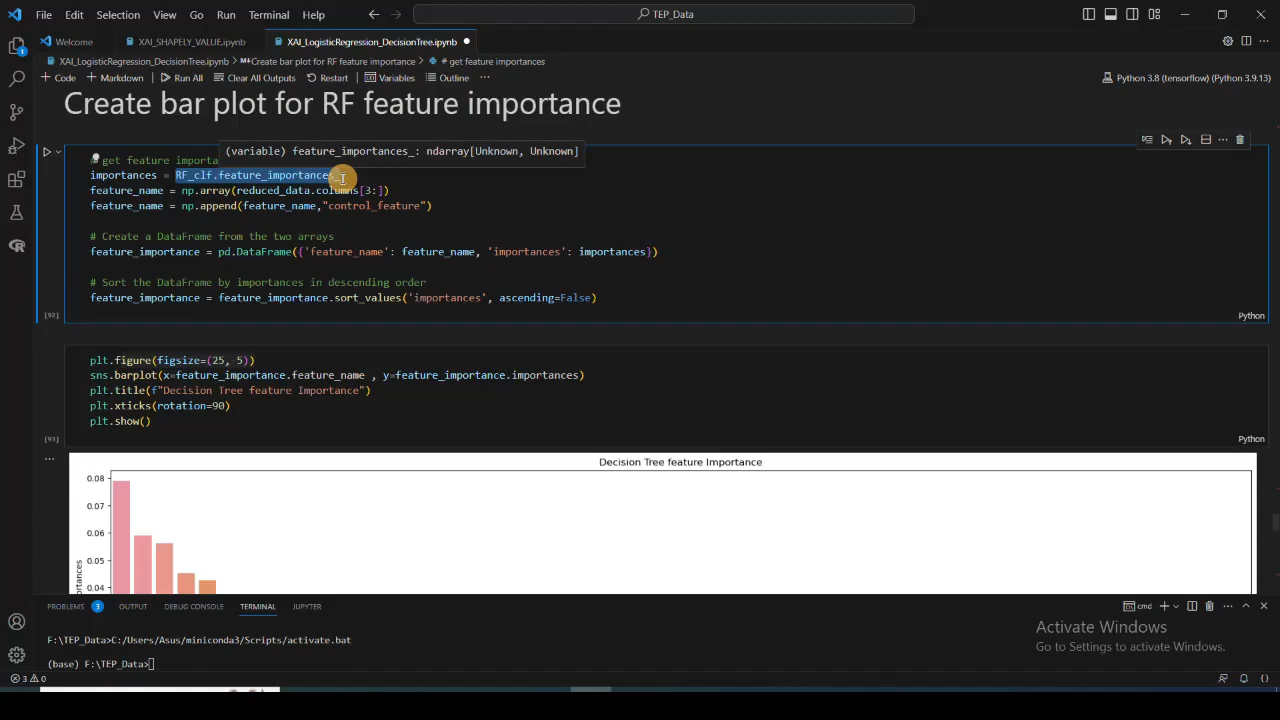 File Edit Selection View Go Run Terminal Help
TEP_Data
Welcome XAI_SHAPELY_VALUE.ipynb XAI_LogisticRegression_DecisionTree.ipynb
XAI_LogisticRegression_DecisionTree.ipynb > Create bar plot for RF feature importance > # get feature importances
+ Code + Markdown Run All Clear All Outputs Restart Variables Outline ...
Python 3.8 (tensorflow) (Python 3.9.13)
Create bar plot for RF feature importance
(variable) feature_importances_: ndarray[Unknown, Unknown]
# get feature importa
importances = RF_clf.feature_importances_
feature_name = np.array(reduced_data.columns[3:])
feature_name = np.append(feature_name,"control_feature")
# Create a DataFrame from the two arrays
feature_importance = pd.DataFrame({'feature_name': feature_name, 'importances': importances})
# Sort the DataFrame by importances in descending order
feature_importance = feature_importance.sort_values('importances', ascending=False)
[92]
Python
plt.figure(figsize=(25, 5))
sns.barplot(x=feature_importance.feature_name , y=feature_importance.importances)
plt.title(f"Decision Tree feature Importance")
plt.xticks(rotation=90)
plt.show()
[93]
Python
Decision Tree feature Importance
0.08
0.07
0.06
0.05
0.04
ortances
PROBLEMS 3 OUTPUT DEBUG CONSOLE TERMINAL JUPYTER
cmd
F:\TEP_Data>C:/Users/Asus/miniconda3/Scripts/activate.bat
(base) F:\TEP_Data>
Activate Windows
Go to Settings to activate Windows.
3 0